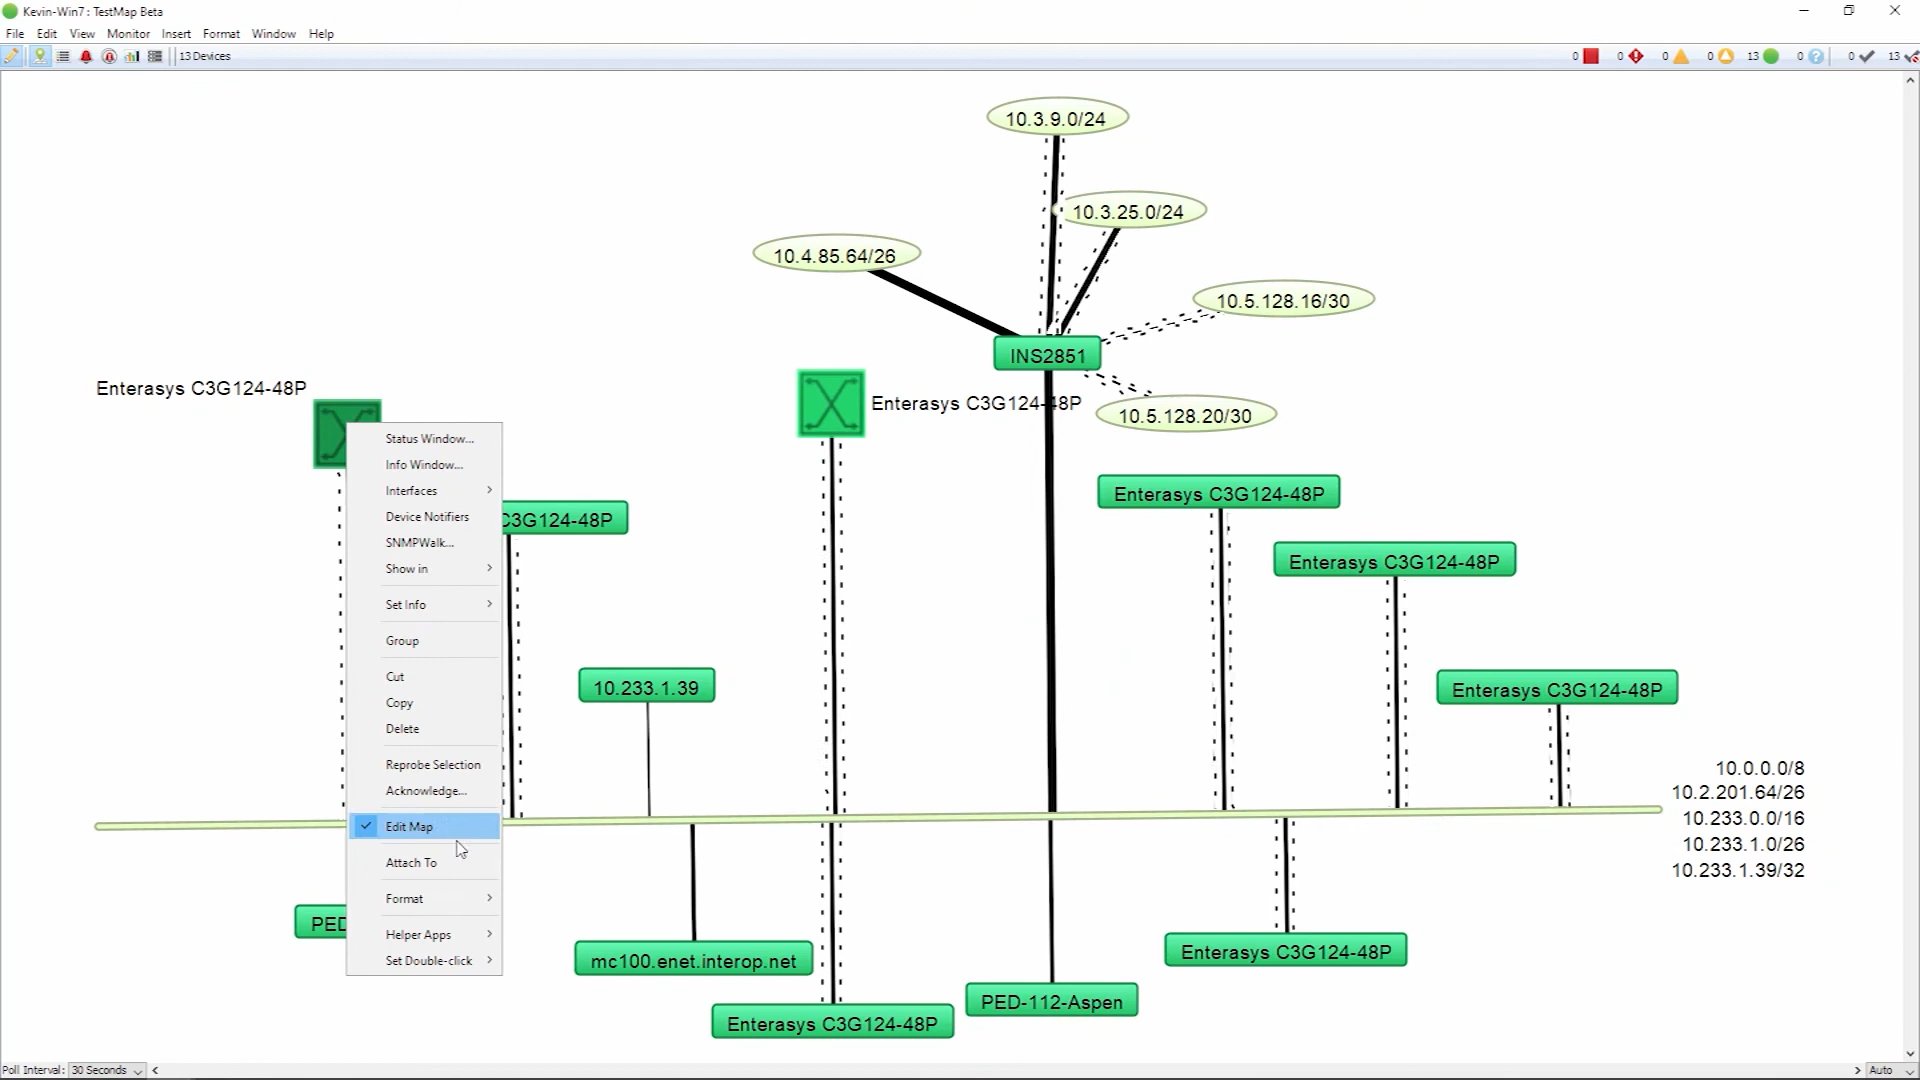 Kevin-Win7 : TestMap Beta
File Edit View Monitor Insert Format Window Help
13 Devices
0 0 0 0 13 0 ? 0 13
10.3.9.0/24
10.3.25.0/24
10.4.85.64/26
10.5.128.16/30
INS2851
Enterasys C3G124-48P
Enterasys C3G124-48P
10.5.128.20/30
Status Window...
Info Window...
Interfaces
Device Notifiers
SNMPWalk...
Show in
Set Info
Group
Cut
Copy
Delete
Reprobe Selection
Acknowledge...
Edit Map
Attach To
Format
Helper Apps
Set Double-click
C3G124-48P
Enterasys C3G124-48P
Enterasys C3G124-48P
10.233.1.39
Enterasys C3G124-48P
10.0.0.0/8
10.2.201.64/26
10.233.0.0/16
10.233.1.0/26
10.233.1.39/32
PED
mc100.enet.interop.net
Enterasys C3G124-48P
PED-112-Aspen
Enterasys C3G124-48P
Poll Interval: 30 Seconds
Auto